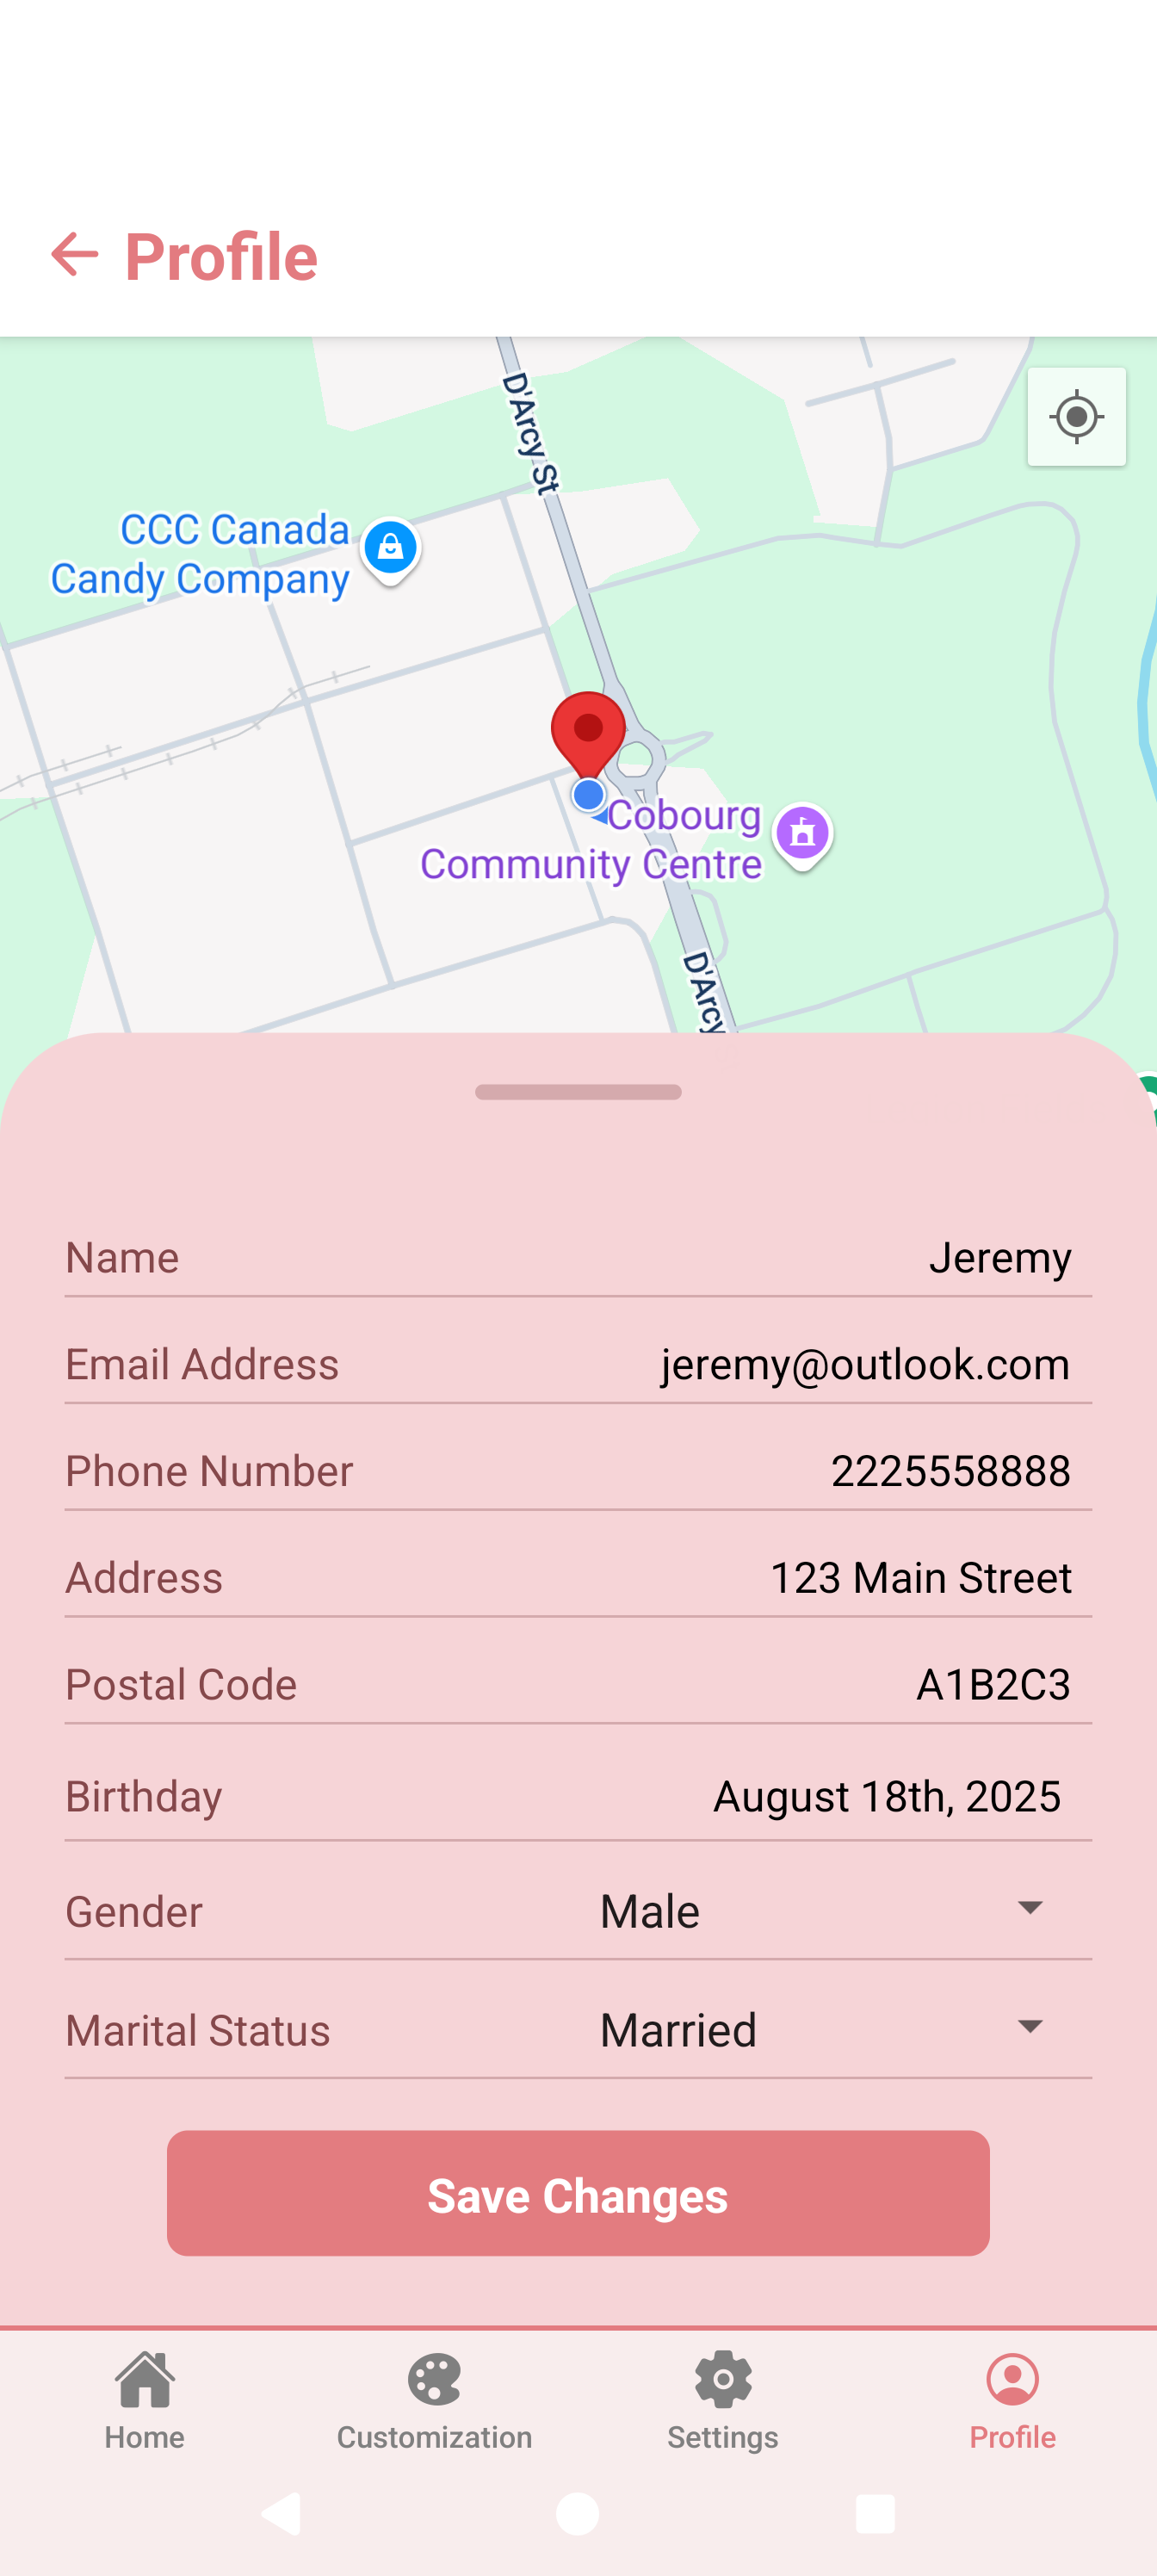 Profile
D'Arcy St
CCC Canada
Candy Company
Cobourg
Community Centre
D'Arcy
Name Jeremy
Email Address jeremy@outlook.com
Phone Number 2225558888
Address 123 Main Street
Postal Code A1B2C3
Birthday August 18th, 2025
Gender Male
Marital Status Married
Save Changes
Home Customization Settings Profile